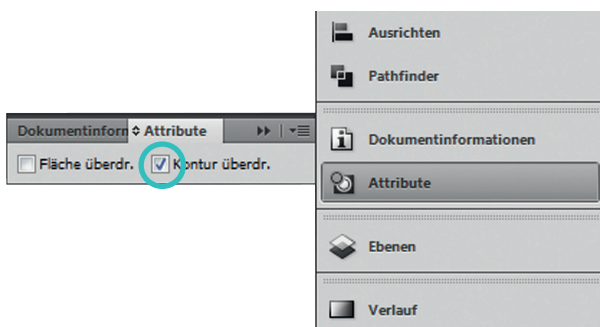 Dokumentinforn Attribute
Fläche überdr. Kontur überdr.
Ausrichten
Pathfinder
Dokumentinformationen
Attribute
Ebenen
Verlauf